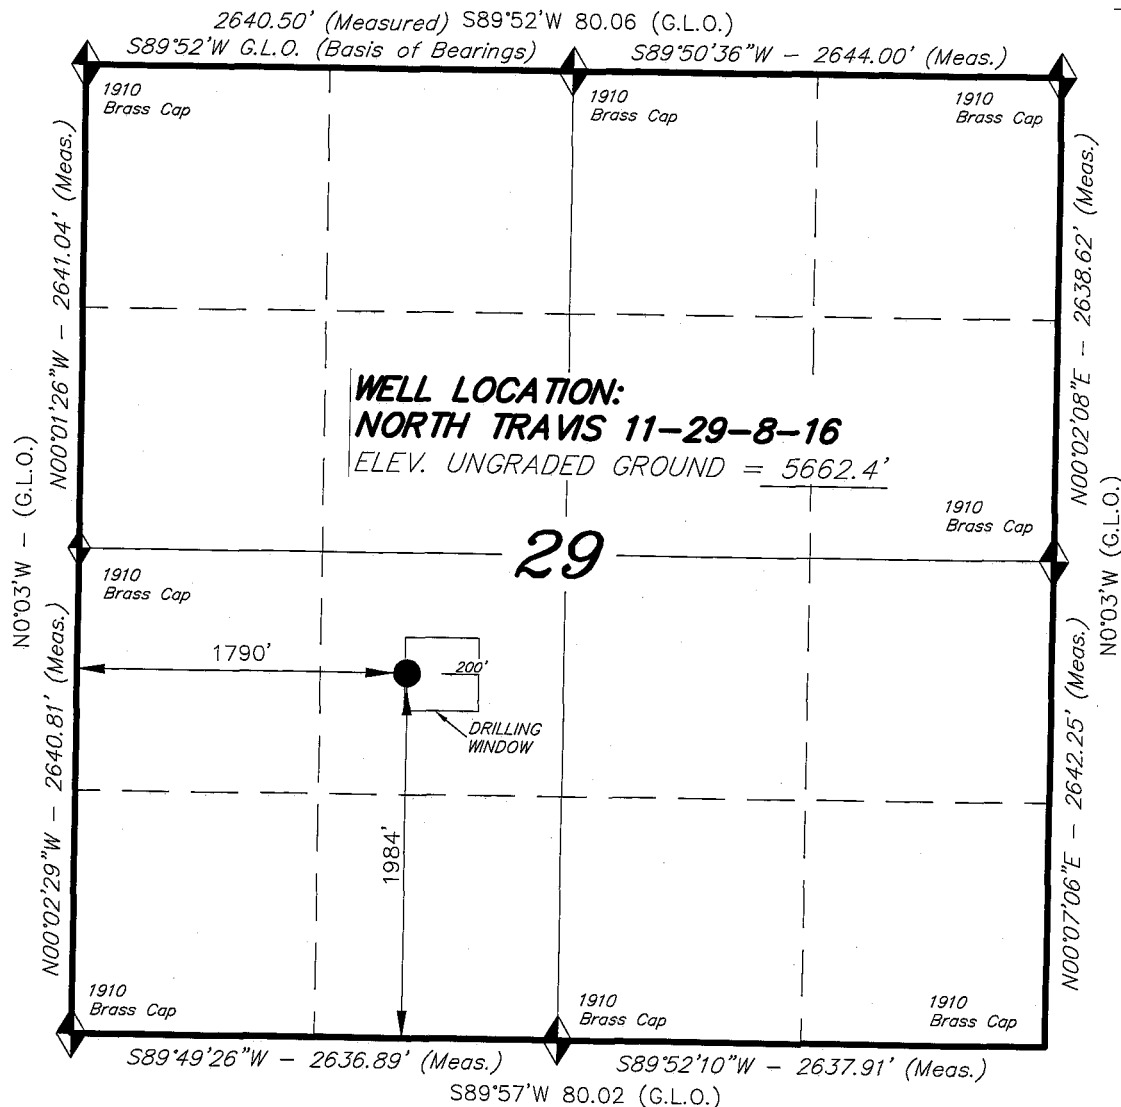 2640.50' (Measured) S89°52'W 80.06 (G.L.O.)
S89°52'W G.L.O. (Basis of Bearings)
S89°50'36"W - 2644.00' (Meas.)
1910
Brass Cap
1910
Brass Cap
1910
Brass Cap
N00°01'26"W - 2641.04' (Meas.)
N00°02'08"E - 2638.62' (Meas.)
WELL LOCATION:
NORTH TRAVIS 11-29-8-16
ELEV. UNGRADED GROUND = 5662.4'
N0°03'W - (G.L.O.)
N0°03'W (G.L.O.)
1910
Brass Cap
29
1910
Brass Cap
1790'
200'
DRILLING
WINDOW
1984'
N00°02'29"W - 2640.81' (Meas.)
N00°07'06"E - 2642.25' (Meas.)
1910
Brass Cap
1910
Brass Cap
1910
Brass Cap
S89°49'26"W - 2636.89' (Meas.)
S89°52'10"W - 2637.91' (Meas.)
S89°57'W 80.02 (G.L.O.)